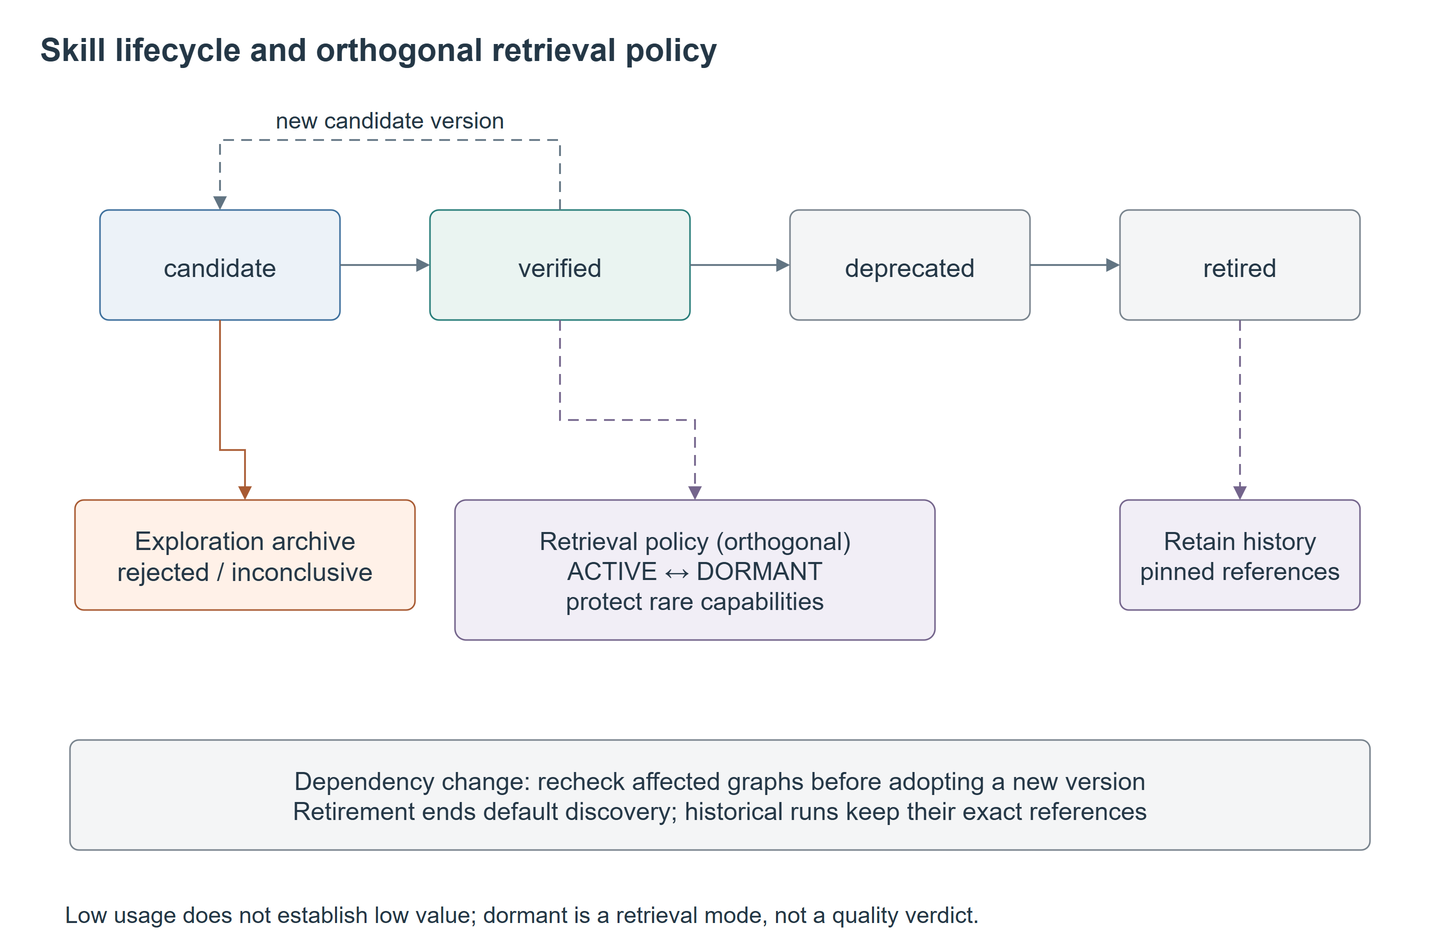 Skill lifecycle and orthogonal retrieval policy
new candidate version
candidate
verified
deprecated
retired
Exploration archive
rejected / inconclusive
Retrieval policy (orthogonal)
ACTIVE ↔ DORMANT
protect rare capabilities
Retain history
pinned references
Dependency change: recheck affected graphs before adopting a new version
Retirement ends default discovery; historical runs keep their exact references
Low usage does not establish low value; dormant is a retrieval mode, not a quality verdict.